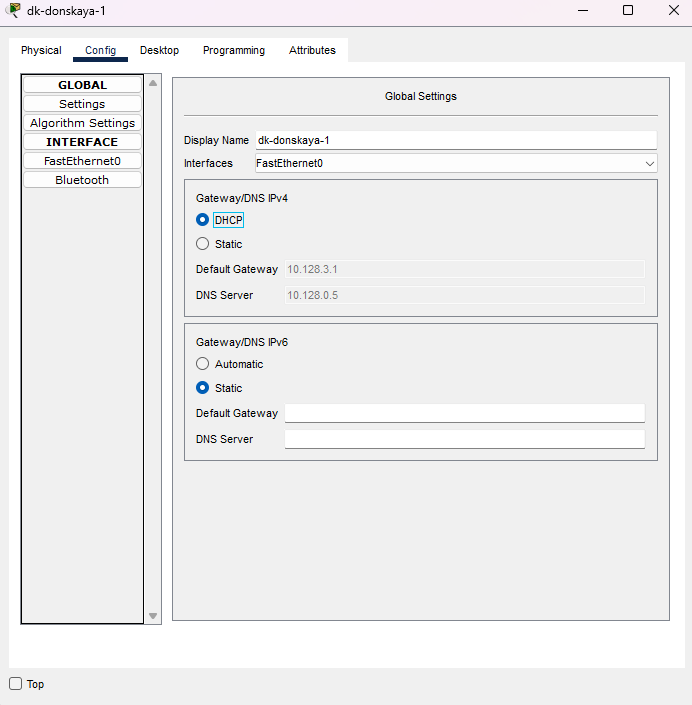 dk-donskaya-1
Physical Config Desktop Programming Attributes
GLOBAL
Settings
Algorithm Settings
INTERFACE
FastEthernet0
Bluetooth
Global Settings
Display Name dk-donskaya-1
Interfaces FastEthernet0
Gateway/DNS IPv4
DHCP
Static
Default Gateway 10.128.3.1
DNS Server 10.128.0.5
Gateway/DNS IPv6
Automatic
Static
Default Gateway
DNS Server
Top